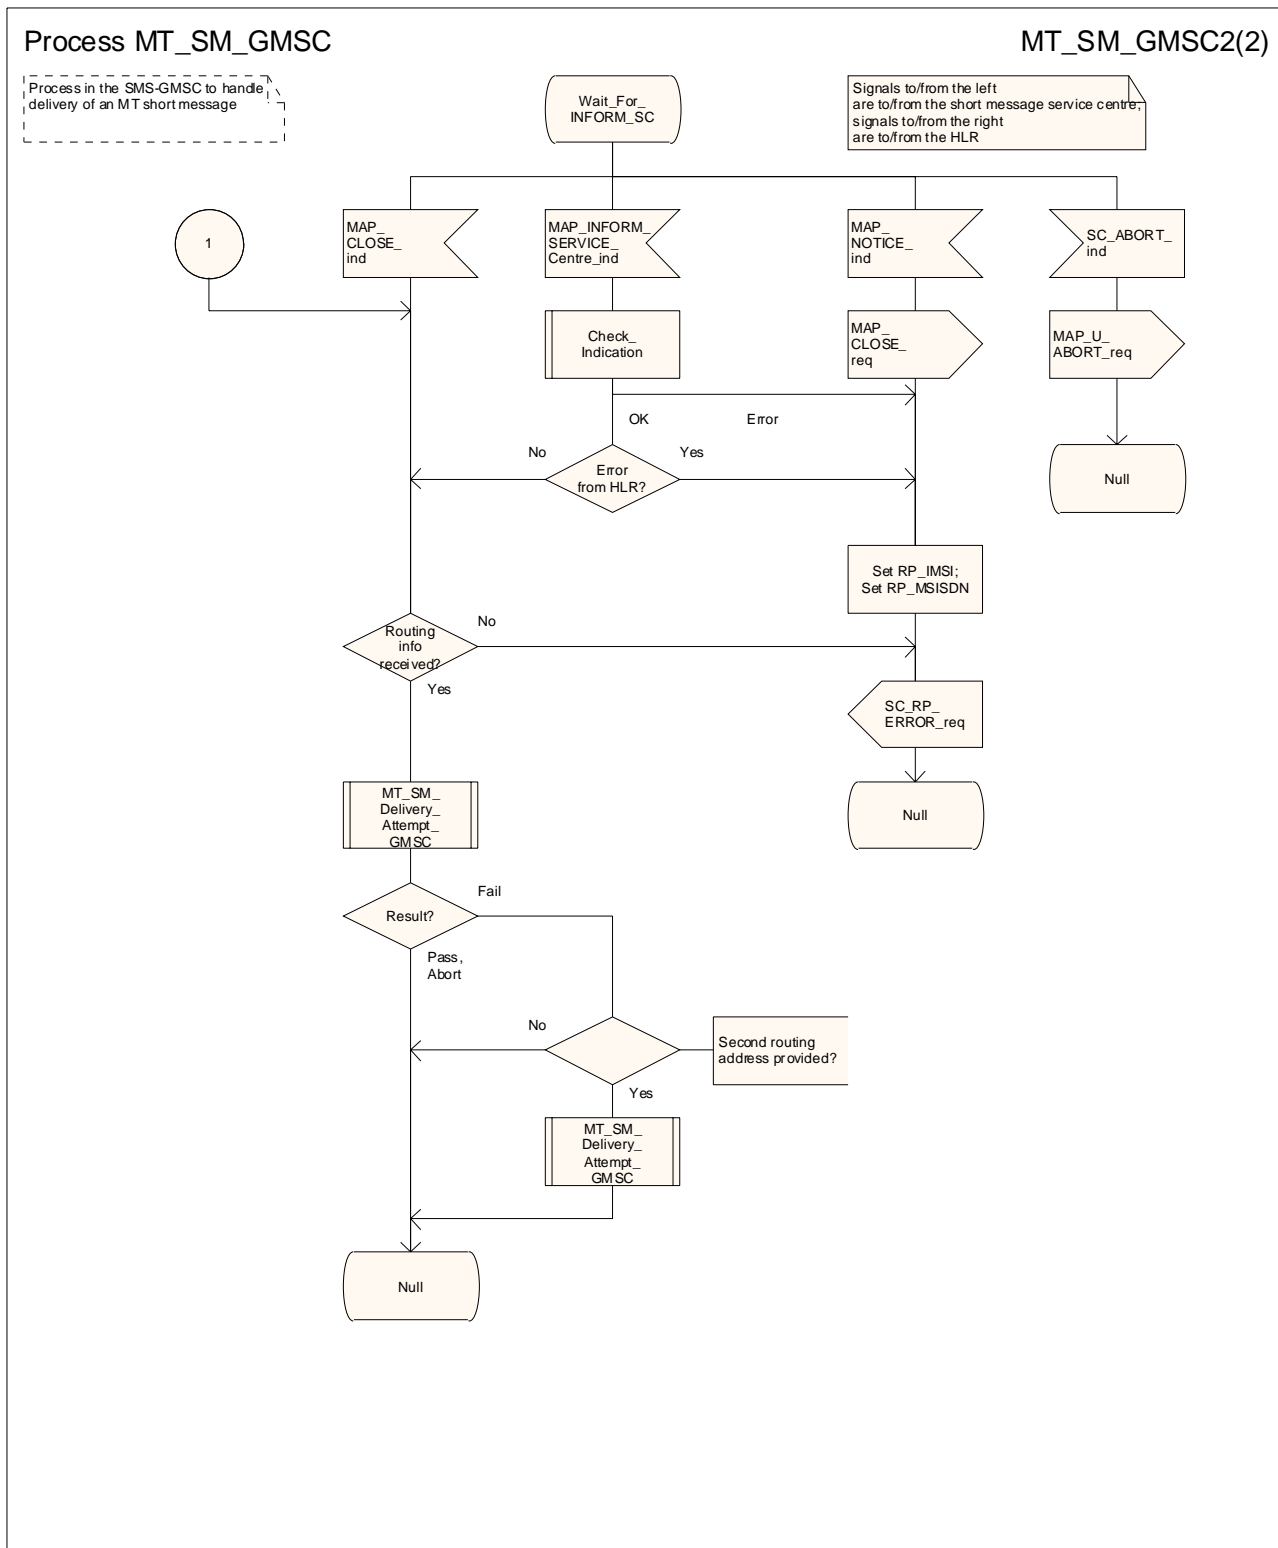 Process MT_SM_GMSC
MT_SM_GMSC2(2)
Process in the SMS-GMSC to handle
delivery of an MT short message
Wait_For_
INFORM_SC
Signals to/from the left
are to/from the short message service centre;
signals to/from the right
are to/from the HLR
1
MAP_
CLOSE_
ind
MAP_INFORM_
SERVICE_
Centre_ind
MAP_
NOTICE_
ind
SC_ABORT_
ind
Check_
Indication
MAP_
CLOSE_
req
MAP_U_
ABORT_req
OK
Error
No
Yes
Error
from HLR?
Null
Set RP_IMSI;
Set RP_MSISDN
No
Routing
info
received?
Yes
SC_RP_
ERROR_req
MT_SM_
Delivery_
Attempt_
GMSC
Null
Fail
Result?
Pass,
Abort
No
Second routing
address provided?
Yes
MT_SM_
Delivery_
Attempt_
GMSC
Null